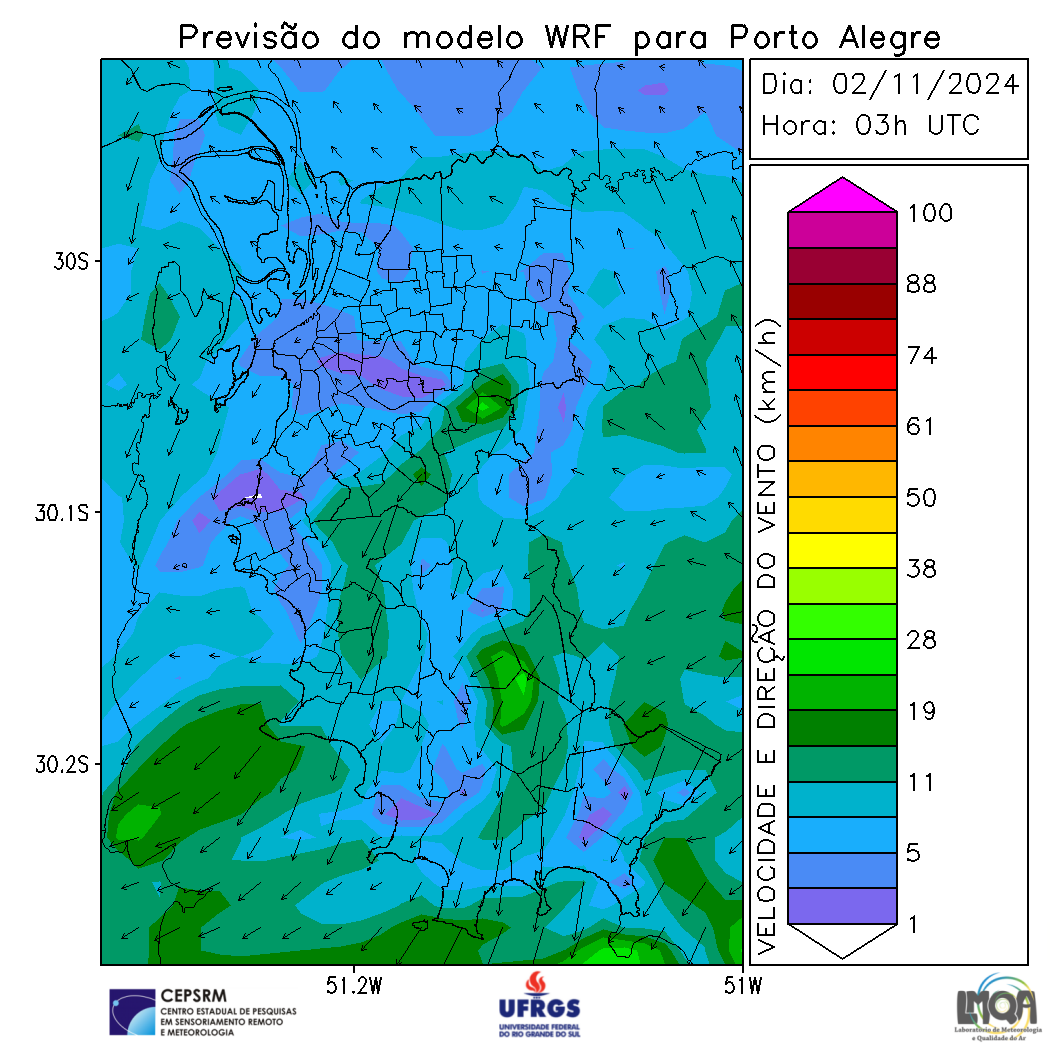 Previsão do modelo WRF para Porto Alegre
Dia: 02/11/2024
Hora: 03h UTC
30S
30.1S
30.2S
51.2W
51W
VELOCIDADE E DIREÇÃO DO VENTO (km/h)
100
88
74
61
50
38
28
19
11
5
1
CEPSRM
CENTRO ESTADUAL DE PESQUISAS
EM SENSORIAMENTO REMOTO
E METEOROLOGIA
UFRGS
UNIVERSIDADE FEDERAL
DO RIO GRANDE DO SUL
LMQA
Laboratório de Meteorologia
e Qualidade do Ar